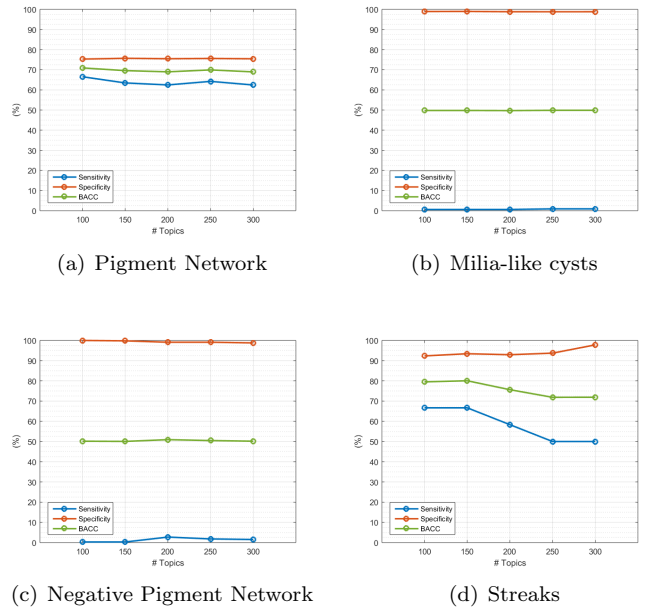 100
90
80
70
60
50
40
30
20
10
0
(%)
Sensitivity
Specificity
BACC
100 150 200 250 300
# Topics
(a) Pigment Network
100
90
80
70
60
50
40
30
20
10
0
(%)
Sensitivity
Specificity
BACC
100 150 200 250 300
# Topics
(b) Milia-like cysts
100
90
80
70
60
50
40
30
20
10
0
(%)
Sensitivity
Specificity
BACC
100 150 200 250 300
# Topics
(c) Negative Pigment Network
100
90
80
70
60
50
40
30
20
10
0
(%)
Sensitivity
Specificity
BACC
100 150 200 250 300
# Topics
(d) Streaks